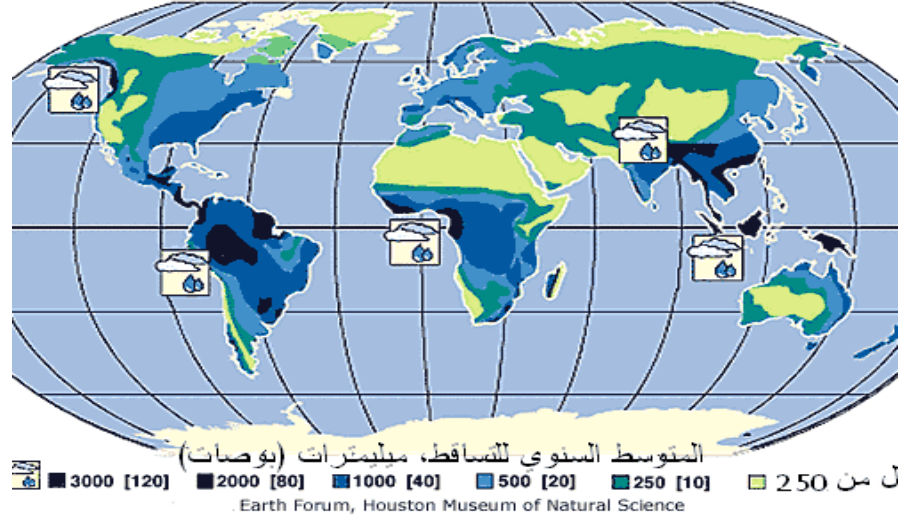 المتوسط السنوي للتساقط، ميليمترات (بوصات)
3000 [120] 2000 [80] 1000 [40] 500 [20] 250 [10] ل من 250
Earth Forum, Houston Museum of Natural Science